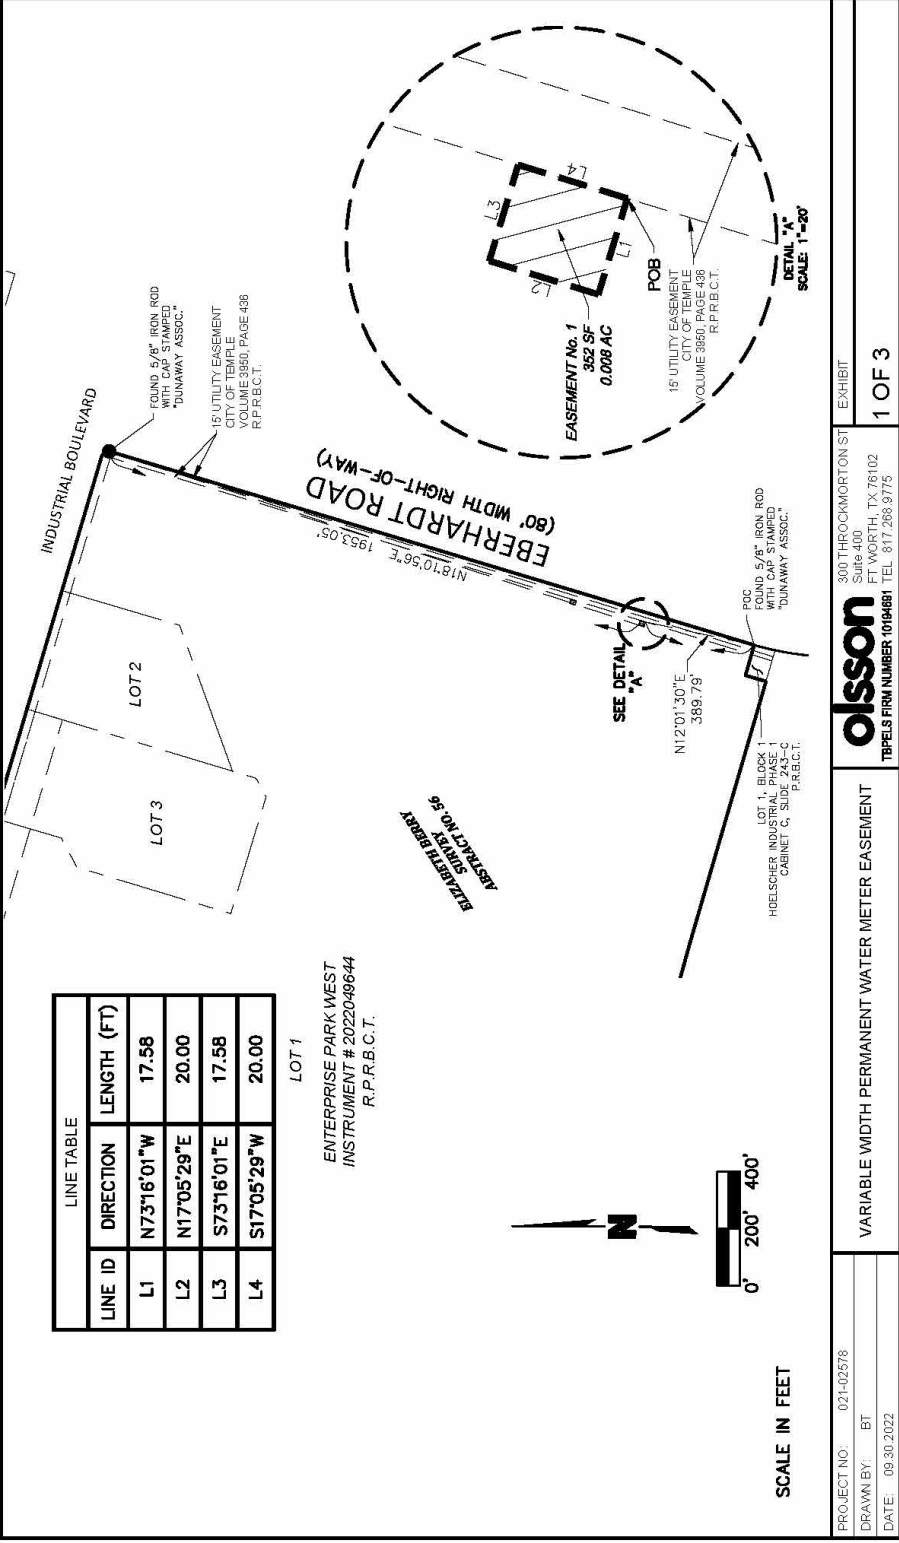 LINE TABLE
LINE ID DIRECTION LENGTH (FT)
L1 N73°16'01"W 17.58
L2 N17°05'29"E 20.00
L3 S73°16'01"E 17.58
L4 S17°05'29"W 20.00
LOT 1
ENTERPRISE PARK WEST
INSTRUMENT # 2022049644
R.P.R.B.C.T.
LOT 3
LOT 2
INDUSTRIAL BOULEVARD
FOUND 5/8" IRON ROD
WITH CAP STAMPED
"DUNAWAY ASSOC."
15' UTILITY EASEMENT
CITY OF TEMPLE
VOLUME 3950, PAGE 436
R.P.R.B.C.T.
EBERHARDT ROAD
(80' WIDTH RIGHT-OF-WAY)
N18°10'56"E 1953.05'
ELIZABETH BERRY
SURVEY
ABSTRACT NO. 56
SEE DETAIL
"A"
N12°01'30"E
389.79'
POC
FOUND 5/8" IRON ROD
WITH CAP STAMPED
"DUNAWAY ASSOC."
LOT 1, BLOCK 1
HOELSCHER INDUSTRIAL PHASE 1
CABINET C, SLIDE 243-C
P.R.B.C.T.
L3
L4
L2
L1
EASEMENT No. 1
352 SF
0.008 AC
POB
15' UTILITY EASEMENT
CITY OF TEMPLE
VOLUME 3950, PAGE 436
R.P.R.B.C.T.
DETAIL "A"
SCALE: 1"=20'
N
0' 200' 400'
SCALE IN FEET
PROJECT NO: 021-02578
DRAWN BY: BT
DATE: 09.30.2022
VARIABLE WIDTH PERMANENT WATER METER EASEMENT
olsson
TBPELS FIRM NUMBER 10194691
300 THROCKMORTON ST
Suite 400
FT WORTH, TX 76102
TEL 817.268.9775
EXHIBIT
1 OF 3